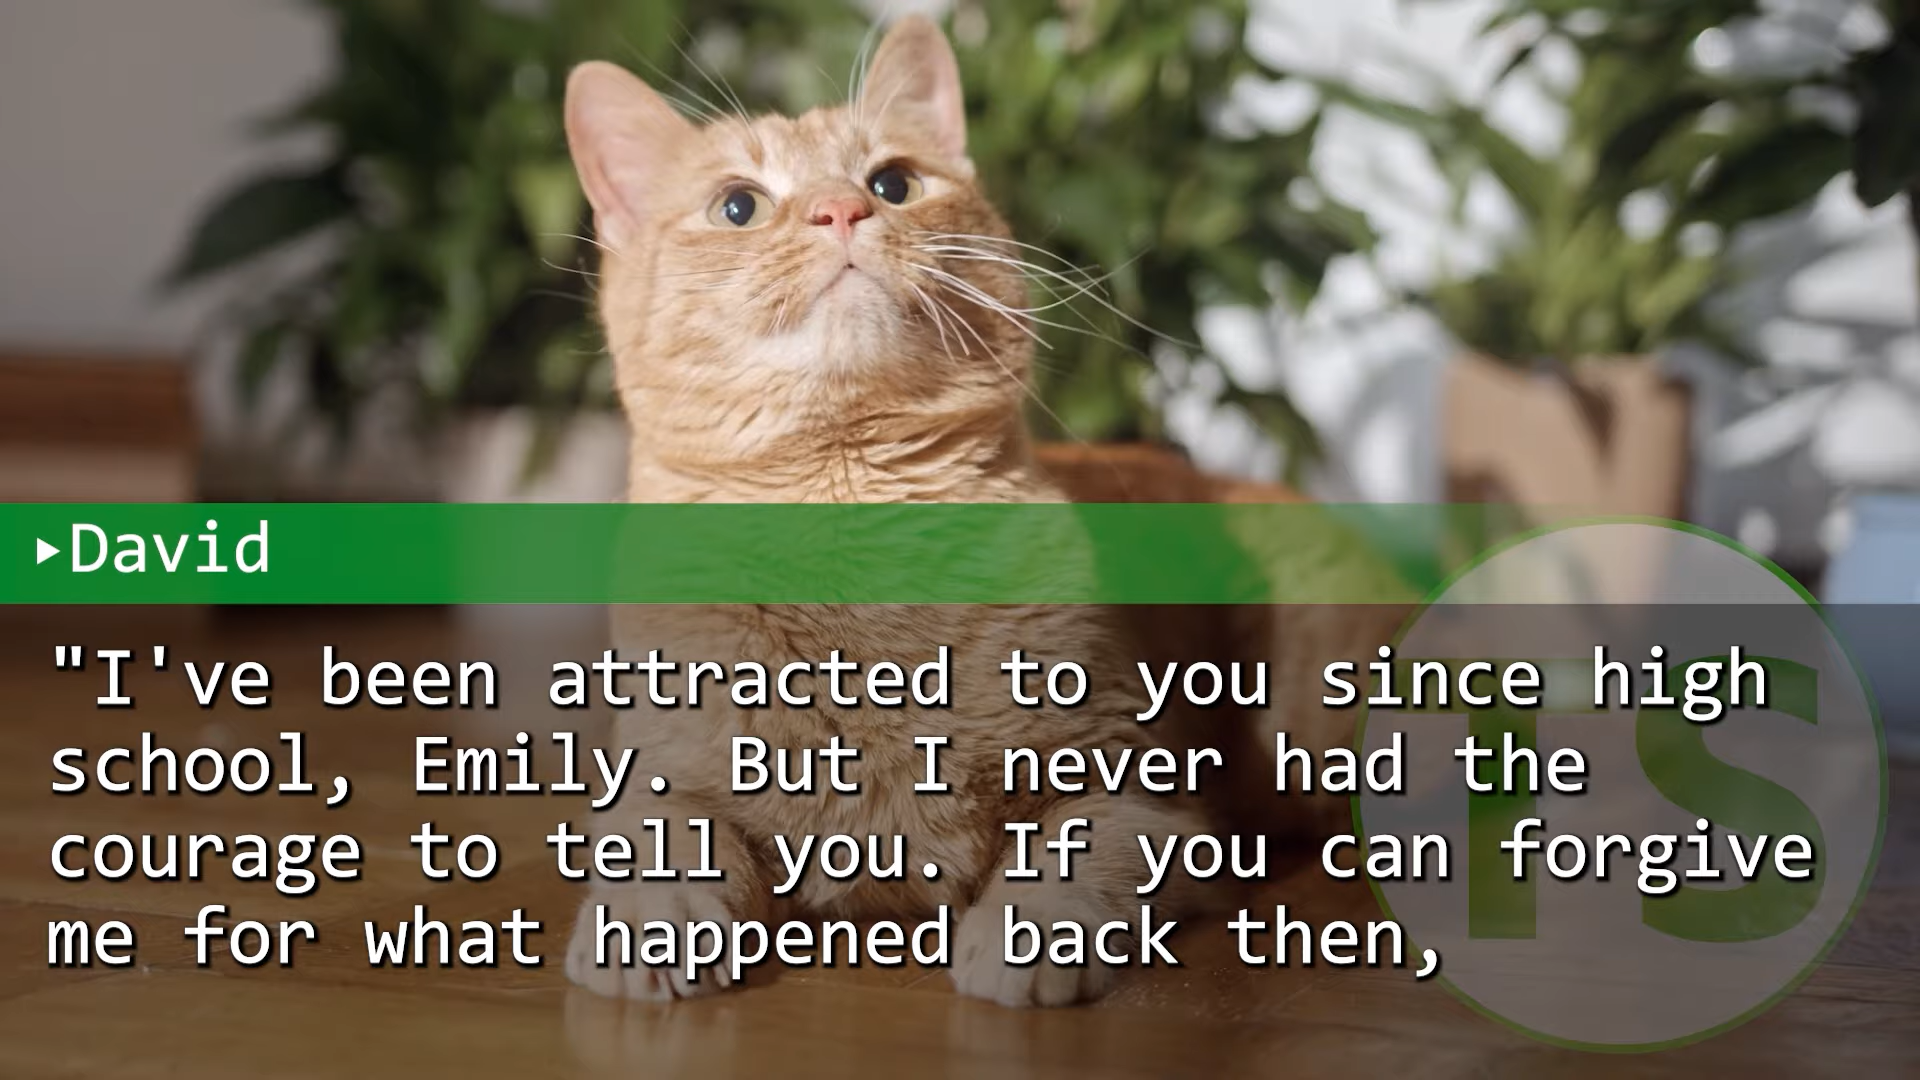 ▶David
"I've been attracted to you since high
school, Emily. But I never had the
courage to tell you. If you can forgive
me for what happened back then,
TS